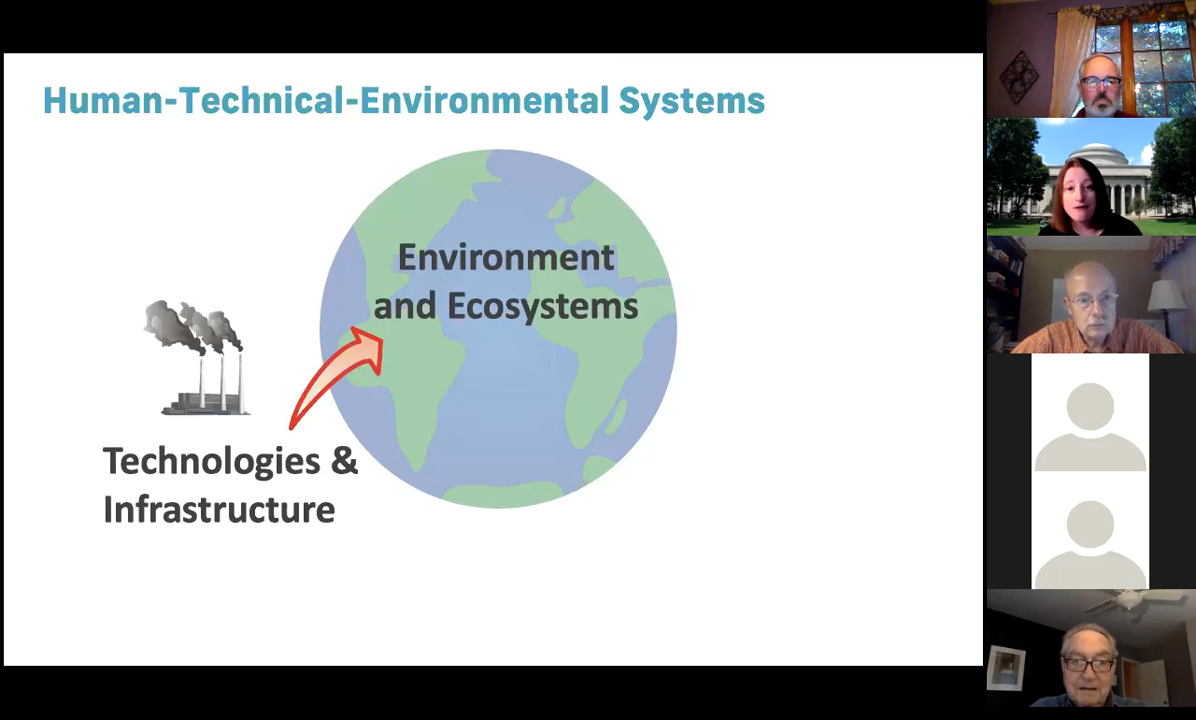 Human-Technical-Environmental Systems
Environment
and Ecosystems
Technologies &
Infrastructure